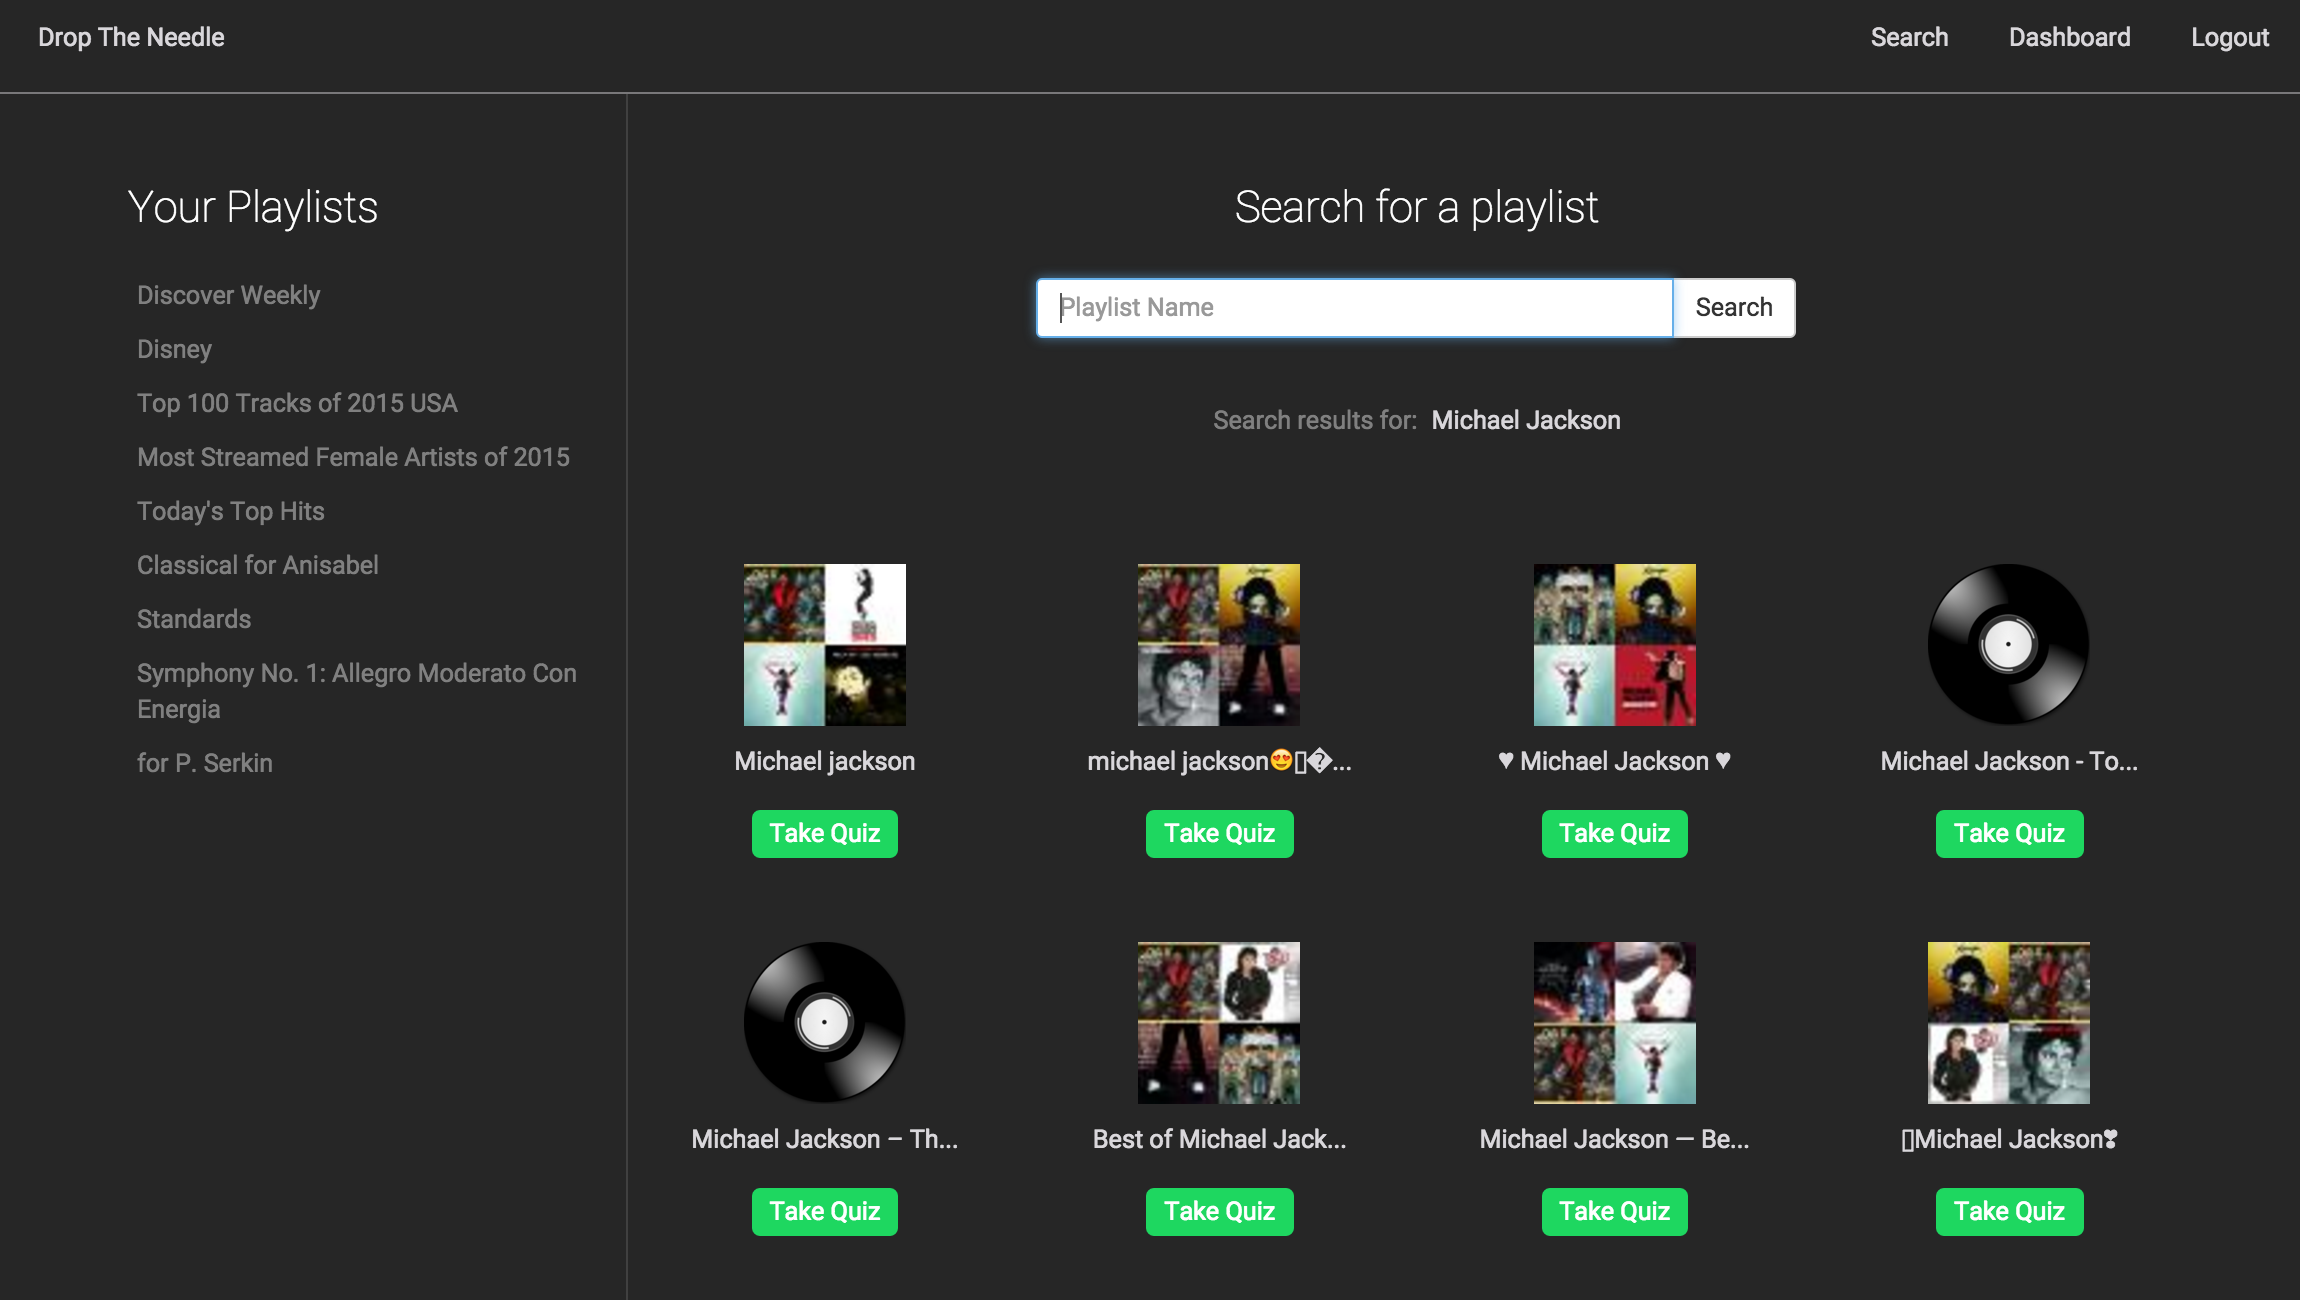 Drop The Needle
Search
Dashboard
Logout
Your Playlists
Discover Weekly
Disney
Top 100 Tracks of 2015 USA
Most Streamed Female Artists of 2015
Today's Top Hits
Classical for Anisabel
Standards
Symphony No. 1: Allegro Moderato Con
Energia
for P. Serkin
Search for a playlist
Playlist Name
Search
Search results for: Michael Jackson
Michael jackson
michael jackson😍▯�...
♥ Michael Jackson ♥
Michael Jackson - To...
Take Quiz
Take Quiz
Take Quiz
Take Quiz
Michael Jackson – Th...
Best of Michael Jack...
Michael Jackson — Be...
▯Michael Jackson❣
Take Quiz
Take Quiz
Take Quiz
Take Quiz